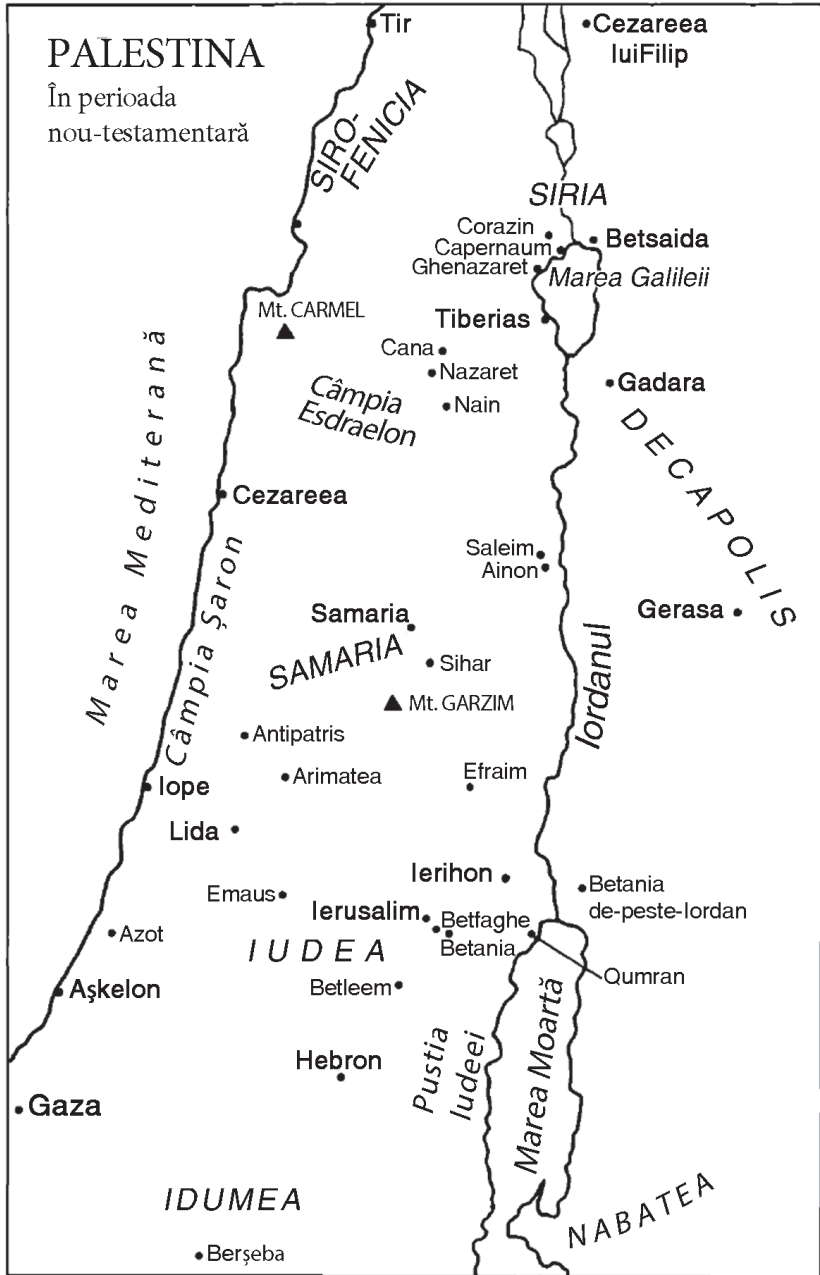 PALESTINA
În perioada
nou-testamentară
Tir
Cezareea
luiFilip
SIRO-
FENICIA
SIRIA
Corazin
Capernaum
Ghenazaret
Betsaida
Marea Galileii
Mt. CARMEL
Tiberias
Cana
Nazaret
Nain
Câmpia
Esdraelon
Gadara
DECAPOLIS
Marea Mediterană
Cezareea
Câmpia Şaron
Saleim
Ainon
Samaria
SAMARIA
Sihar
Gerasa
Iordanul
Mt. GARZIM
Antipatris
Arimatea
Efraim
Iope
Lida
Ierihon
Emaus
Betania
de-peste-Iordan
Ierusalim
Betfaghe
Betania
Azot
IUDEA
Qumran
Aşkelon
Betleem
Hebron
Pustia
Iudeei
Marea Moartă
Gaza
IDUMEA
NABATEA
Berşeba